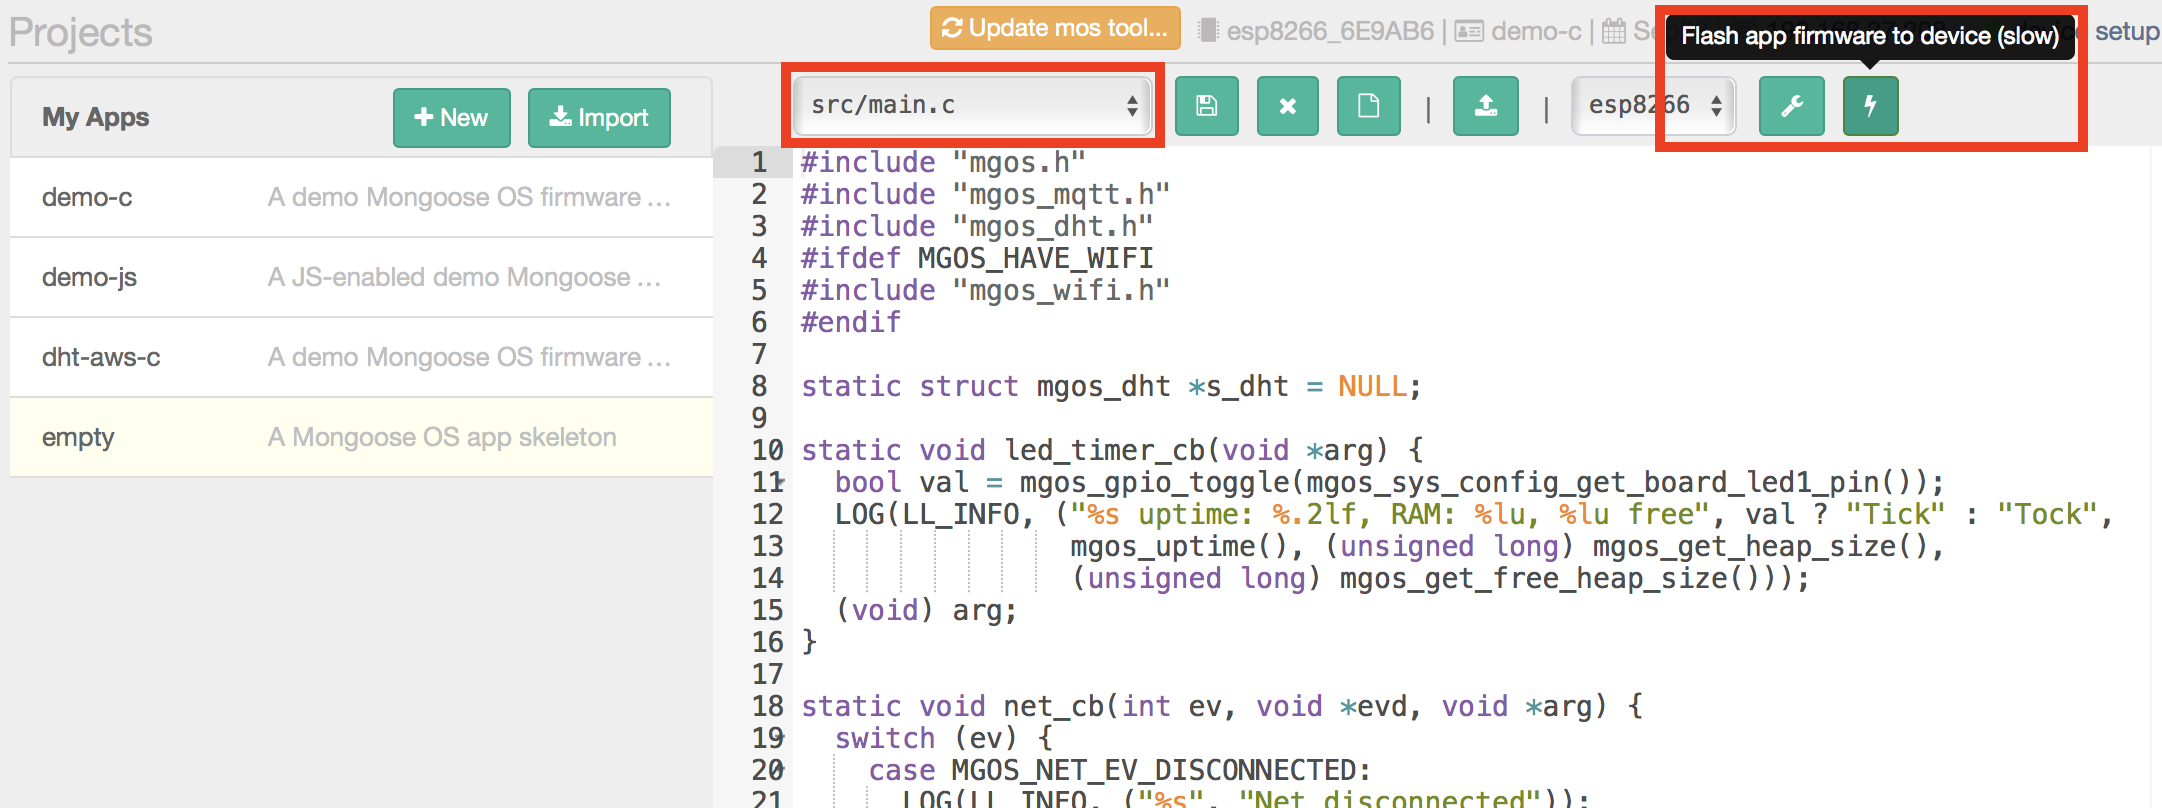 Projects
Update mos tool...
esp8266_6E9AB6 | demo-c |
setup
Flash app firmware to device (slow)
My Apps
New
Import
src/main.c
|
|
esp8266
demo-c A demo Mongoose OS firmware ...
demo-js A JS-enabled demo Mongoose ...
dht-aws-c A demo Mongoose OS firmware ...
empty A Mongoose OS app skeleton
1 #include "mgos.h"
2 #include "mgos_mqtt.h"
3 #include "mgos_dht.h"
4 #ifdef MGOS_HAVE_WIFI
5 #include "mgos_wifi.h"
6 #endif
7
8 static struct mgos_dht *s_dht = NULL;
9
10 static void led_timer_cb(void *arg) {
11 bool val = mgos_gpio_toggle(mgos_sys_config_get_board_led1_pin());
12 LOG(LL_INFO, ("%s uptime: %.2lf, RAM: %lu, %lu free", val ? "Tick" : "Tock",
13 mgos_uptime(), (unsigned long) mgos_get_heap_size(),
14 (unsigned long) mgos_get_free_heap_size()));
15 (void) arg;
16 }
17
18 static void net_cb(int ev, void *evd, void *arg) {
19 switch (ev) {
20 case MGOS_NET_EV_DISCONNECTED:
21 LOG(LL_INFO, ("%s", "Net disconnected"));